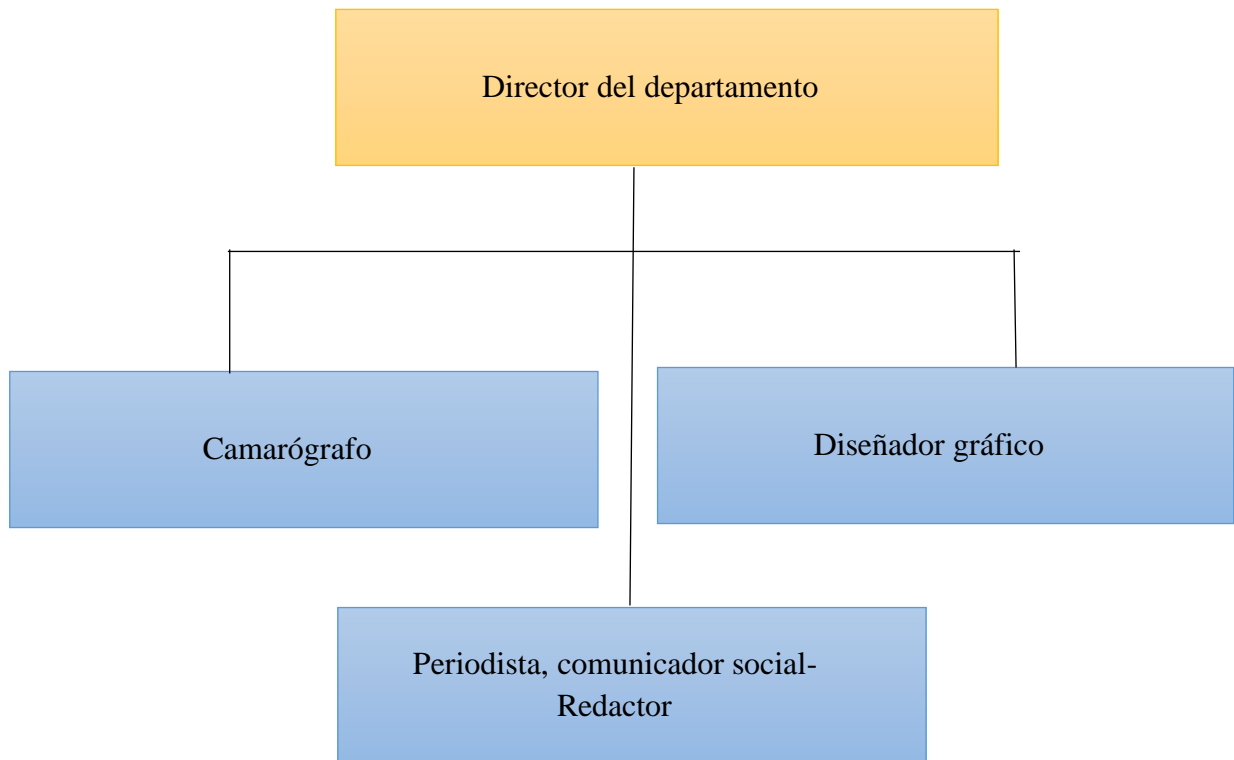 Director del departamento
Camarógrafo
Diseñador gráfico
Periodista, comunicador social-
Redactor